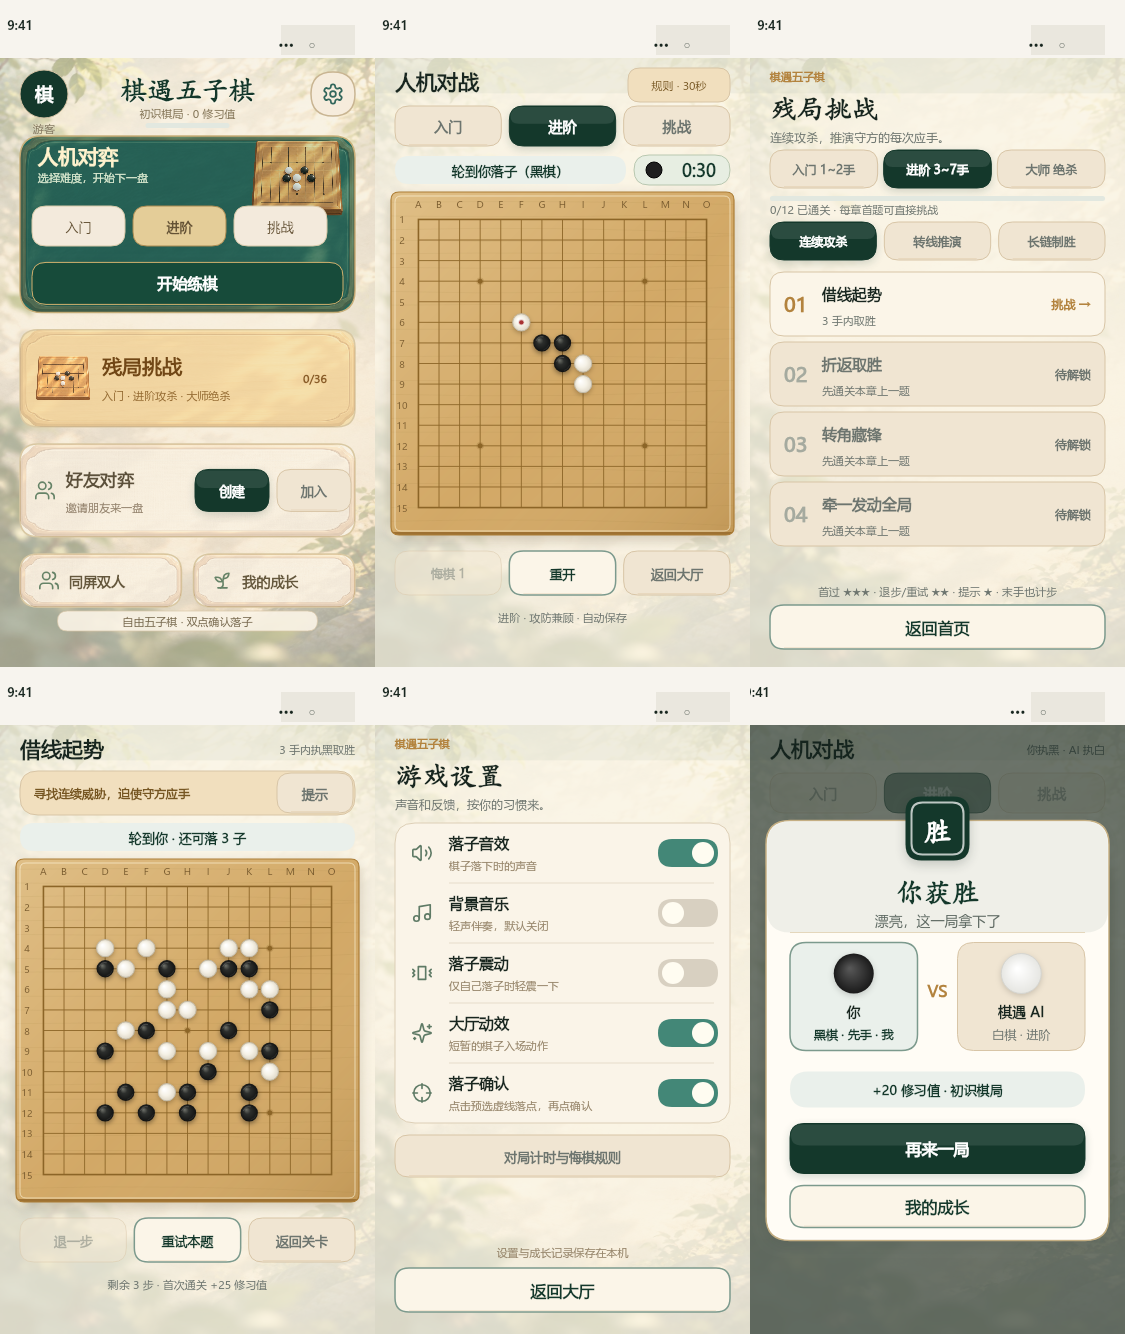 9:41
棋
游客
棋遇五子棋
初识棋局 · 0 修习值
人机对弈
选择难度，开始下一盘
入门
进阶
挑战
开始练棋
残局挑战
入门 · 进阶攻杀 · 大师绝杀
0/36
好友对弈
邀请朋友来一盘
创建
加入
同屏双人
我的成长
自由五子棋 · 双点确认落子
9:41
人机对战
规则 · 30秒
入门
进阶
挑战
轮到你落子（黑棋）
0:30
A B C D E F G H I J K L M N O
1
2
3
4
5
6
7
8
9
10
11
12
13
14
15
悔棋 1
重开
返回大厅
进阶 · 攻防兼顾 · 自动保存
9:41
棋遇五子棋
残局挑战
连续攻杀，推演守方的每次应手。
入门 1~2手
进阶 3~7手
大师 绝杀
0/12 已通关 · 每章首题可直接挑战
连续攻杀
转线推演
长链制胜
01
借线起势
3 手内取胜
挑战 →
02
折返取胜
先通关本章上一题
待解锁
03
转角藏锋
先通关本章上一题
待解锁
04
牵一发动全局
先通关本章上一题
待解锁
首过 ★★★ · 退步/重试 ★★ · 提示 ★ · 末手也计步
返回首页
9:41
借线起势
3 手内执黑取胜
寻找连续威胁，迫使守方应手
提示
轮到你 · 还可落 3 子
A B C D E F G H I J K L M N O
1
2
3
4
5
6
7
8
9
10
11
12
13
14
15
退一步
重试本题
返回关卡
剩余 3 步 · 首次通关 +25 修习值
9:41
棋遇五子棋
游戏设置
声音和反馈，按你的习惯来。
落子音效
棋子落下时的声音
背景音乐
轻声伴奏，默认关闭
落子震动
仅自己落子时轻震一下
大厅动效
短暂的棋子入场动作
落子确认
点击预选虚线落点，再点确认
对局计时与悔棋规则
设置与成长记录保存在本机
返回大厅
9:41
人机对战
你执黑 · AI 执白
入门
进阶
挑战
胜
你获胜
漂亮，这一局拿下了
你
黑棋 · 先手 · 我
VS
棋遇 AI
白棋 · 进阶
+20 修习值 · 初识棋局
再来一局
我的成长